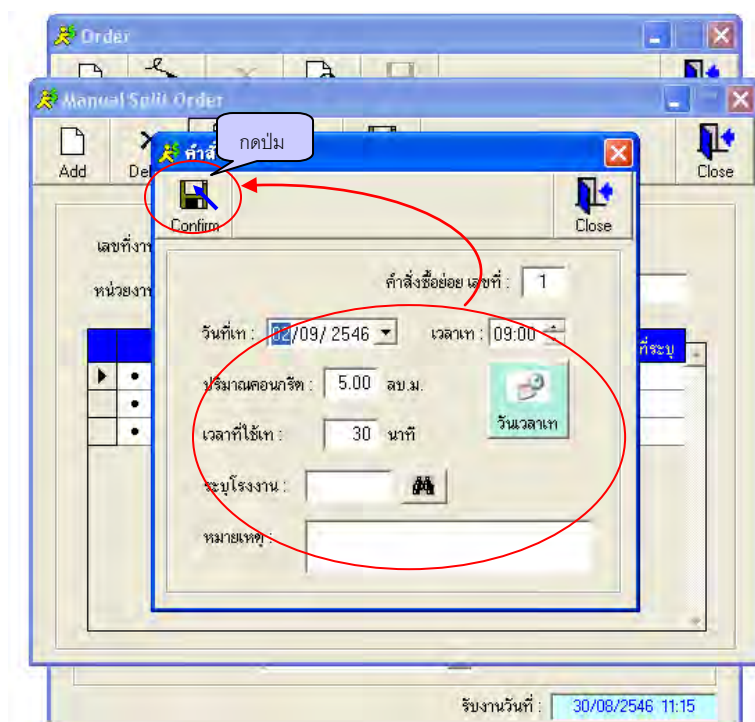 Order
Manual Split Order
Add
Close
กดปุ่ม
Confirm
Close
คำสั่งซื้อย่อย เลขที่ : 1
วันที่เท : 02/09/ 2546 เวลาเท : 09:00
ปริมาณคอนกรีต : 5.00 ลบ.ม.
เวลาที่ใช้เท : 30 นาที
วันเวลาเท
ระบุโรงงาน :
หมายเหตุ :
เลขที่งาน
หน่วยงาน
ที่ระบุ
รับงานวันที่ : 30/08/2546 11:15